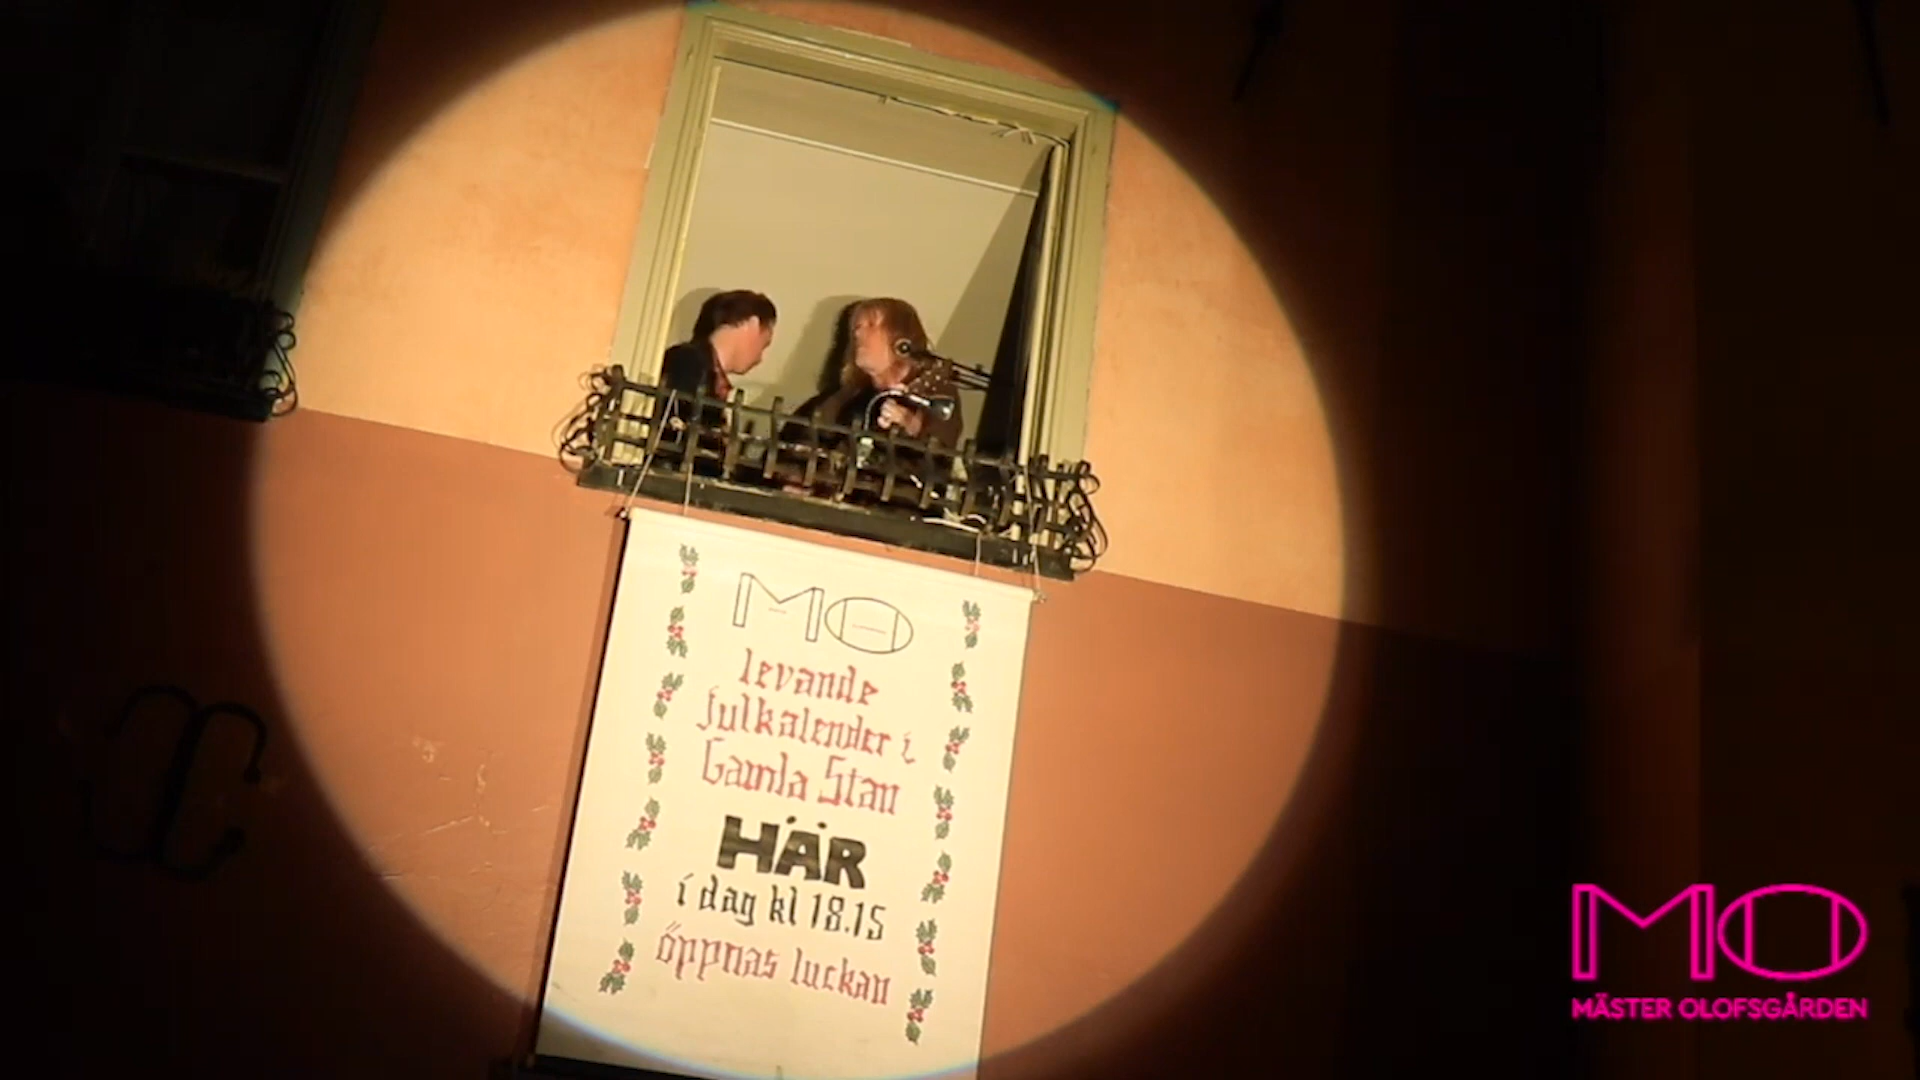 MO
levande
julkalender i
Gamla Stan
HÄR
i dag kl 18.15
öppnas luckan
MO
MÄSTER OLOFSGÅRDEN